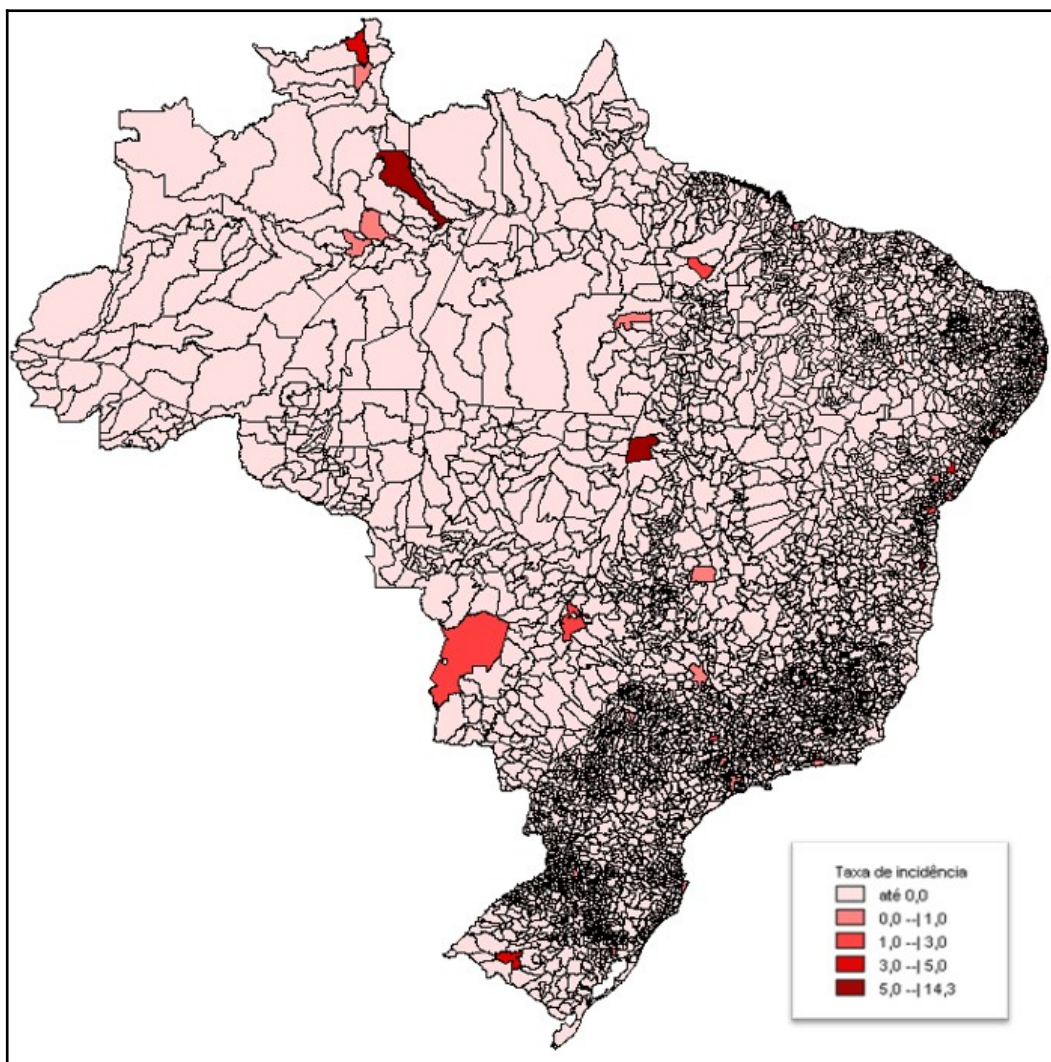 Taxa de incidência
até 0,0
0,0 --| 1,0
1,0 --| 3,0
3,0 --| 5,0
5,0 --| 14,3